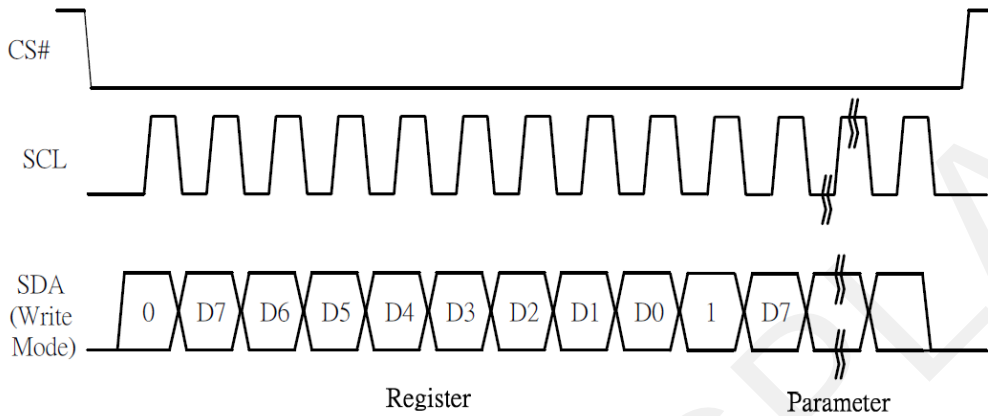 CS#
SCL
SDA
(Write
Mode)
0 D7 D6 D5 D4 D3 D2 D1 D0 1 D7
Register
Parameter